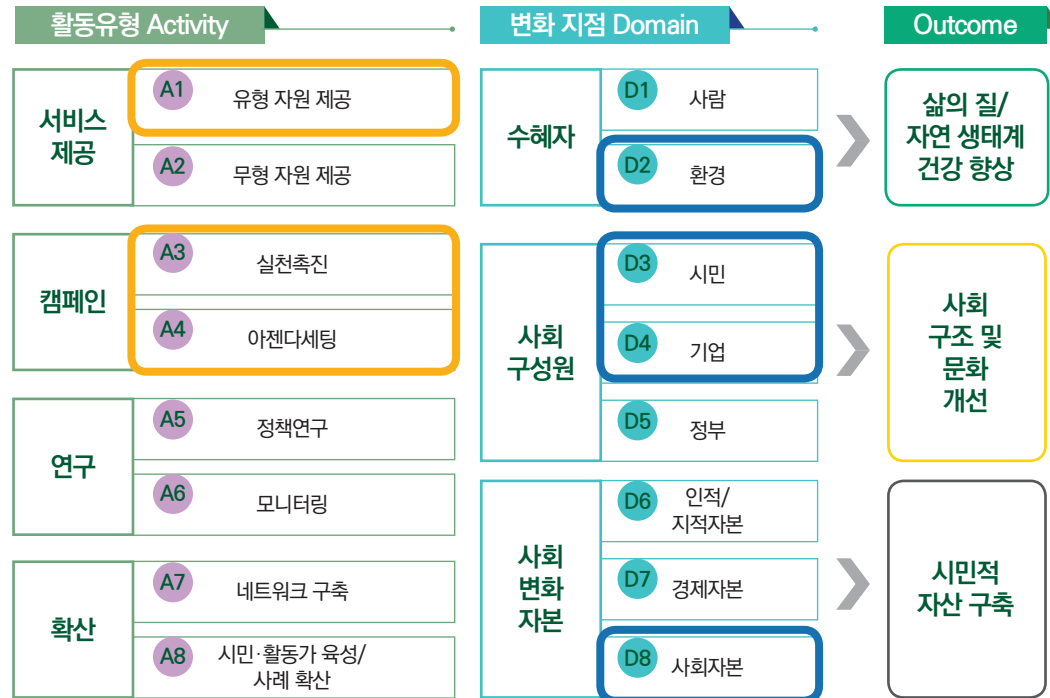 활동유형 Activity
변화 지점 Domain
Outcome
서비스
제공
A1
유형 자원 제공
A2
무형 자원 제공
캠페인
A3
실천촉진
A4
아젠다세팅
연구
A5
정책연구
A6
모니터링
확산
A7
네트워크 구축
A8
시민·활동가 육성/
사례 확산
수혜자
D1
사람
D2
환경
사회
구성원
D3
시민
D4
기업
D5
정부
사회
변화
자본
D6
인적/
지적자본
D7
경제자본
D8
사회자본
삶의 질/
자연 생태계
건강 향상
사회
구조 및
문화
개선
시민적
자산 구축